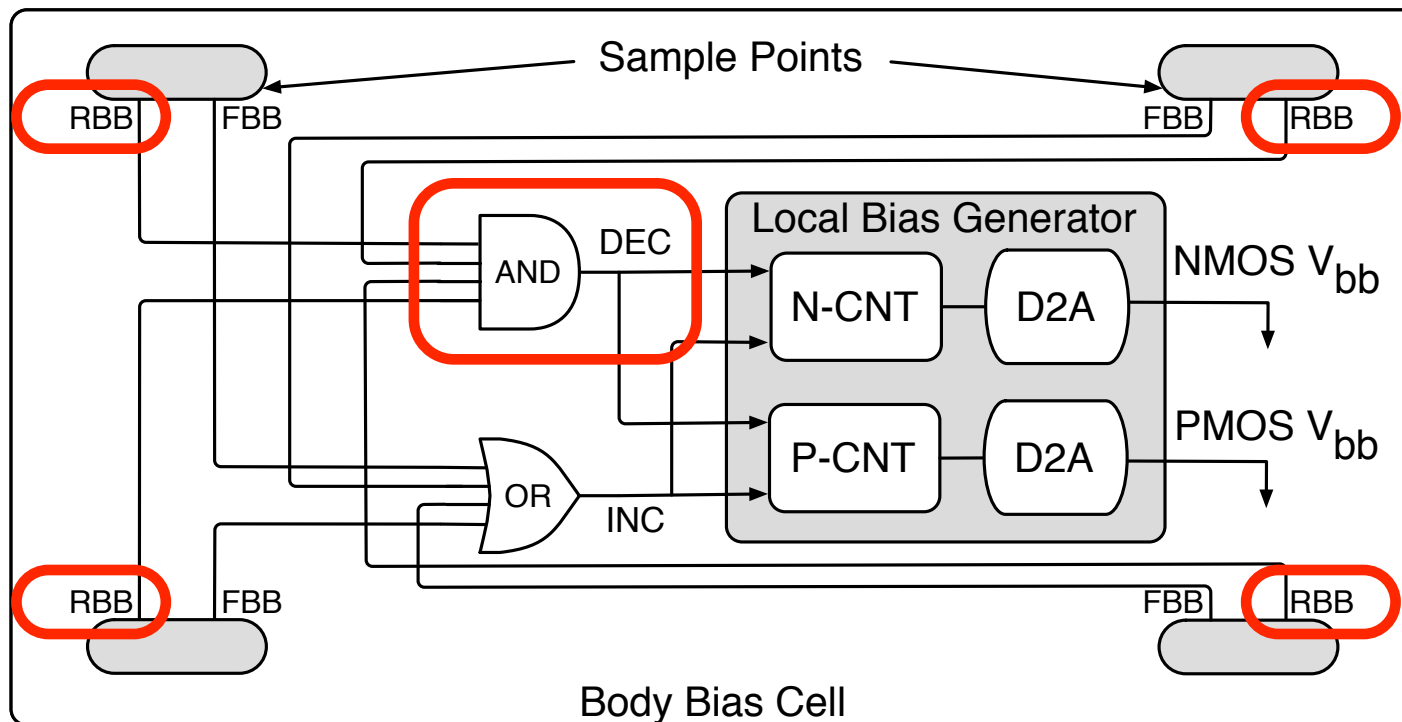 Sample Points
RBB
FBB
FBB
RBB
Local Bias Generator
AND
DEC
N-CNT
D2A
NMOS Vbb
OR
INC
P-CNT
D2A
PMOS Vbb
RBB
FBB
FBB
RBB
Body Bias Cell